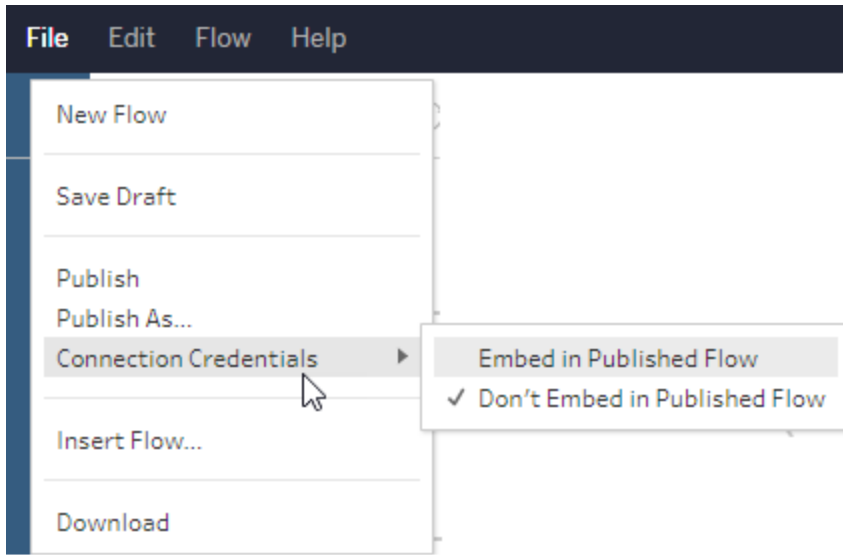 File Edit Flow Help
New Flow
Save Draft
Publish
Publish As...
Connection Credentials
Embed in Published Flow
Don't Embed in Published Flow
Insert Flow...
Download